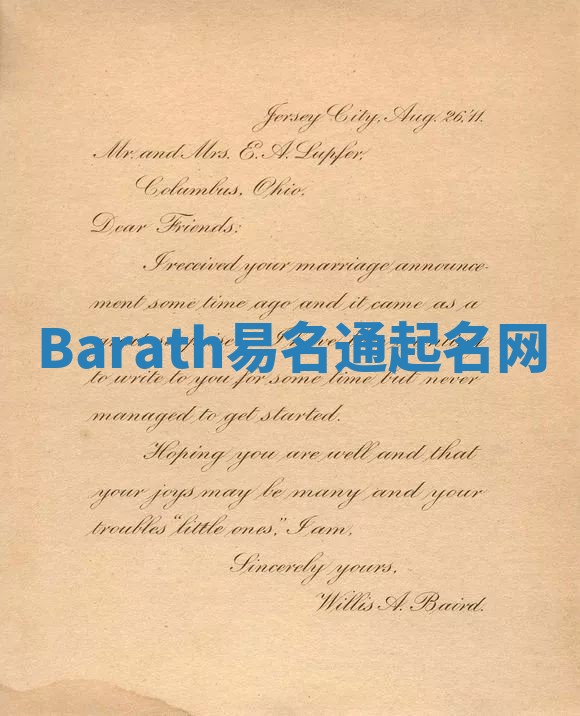 Jersey City, Aug. 26, '11.
Mr. and Mrs. E. A. Lupfer,
Columbus, Ohio.
Dear Friends:
I received your marriage announce-
ment some time ago and it came as a
Barath易名通起名网
to write to you for some time but never
managed to get started.
Hoping you are well and that
your joys may be many and your
troubles "little ones," I am,
Sincerely yours,
Willis A. Baird.